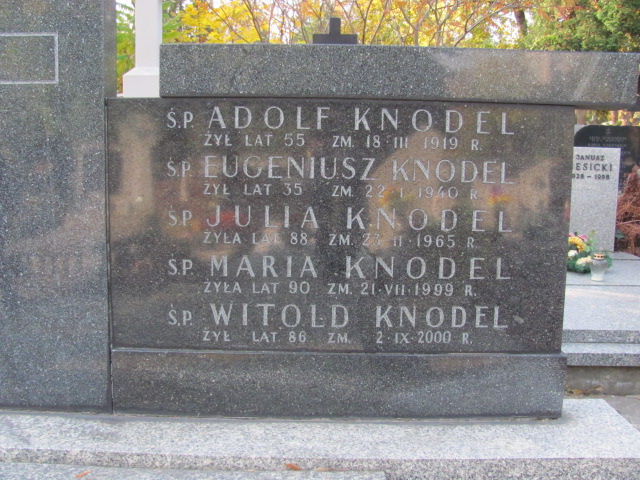 Ś.P. ADOLF KNODEL
ŻYŁ LAT 55 ZM. 18·III·1919 R.
Ś.P. EUGENIUSZ KNODEL
ŻYŁ LAT 35 ZM. 22·I·1940 R.
Ś.P. JULIA KNODEL
ŻYŁA LAT 88 ZM. 27·II·1965 R.
Ś.P. MARIA KNODEL
ŻYŁA LAT 90 ZM. 21·VII·1999 R.
Ś.P. WITOLD KNODEL
ŻYŁ LAT 86 ZM. 2·IX·2000 R.
JANUSZ
ESICKI